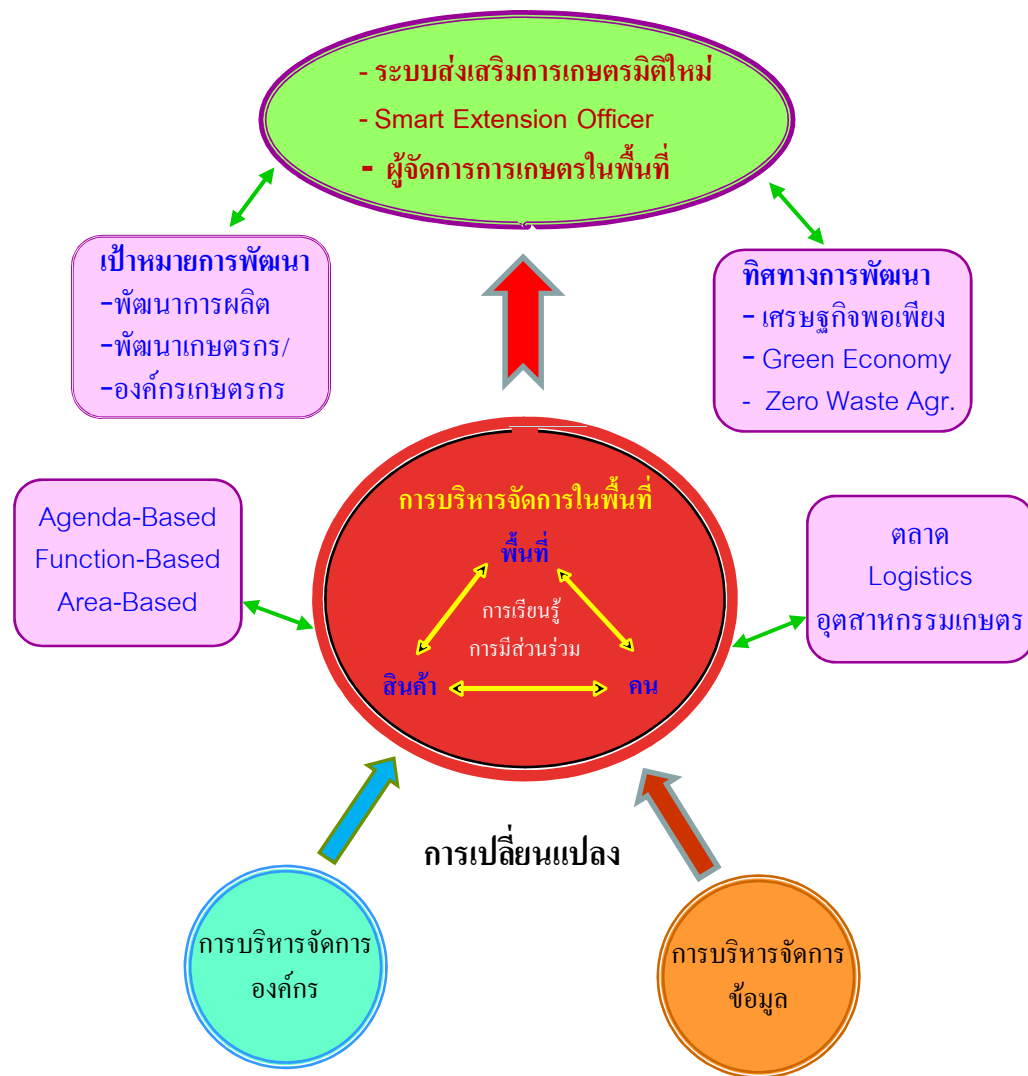 - ระบบส่งเสริมการเกษตรมิติใหม่
- Smart Extension Officer
- ผู้จัดการการเกษตรในพื้นที่
เป้าหมายการพัฒนา
-พัฒนาการผลิต
-พัฒนาเกษตรกร/
-องค์กรเกษตรกร
ทิศทางการพัฒนา
- เศรษฐกิจพอเพียง
- Green Economy
- Zero Waste Agr.
Agenda-Based
Function-Based
Area-Based
การบริหารจัดการในพื้นที่
พื้นที่
การเรียนรู้
การมีส่วนร่วม
สินค้า
คน
ตลาด
Logistics
อุตสาหกรรมเกษตร
การเปลี่ยนแปลง
การบริหารจัดการ
องค์กร
การบริหารจัดการ
ข้อมูล